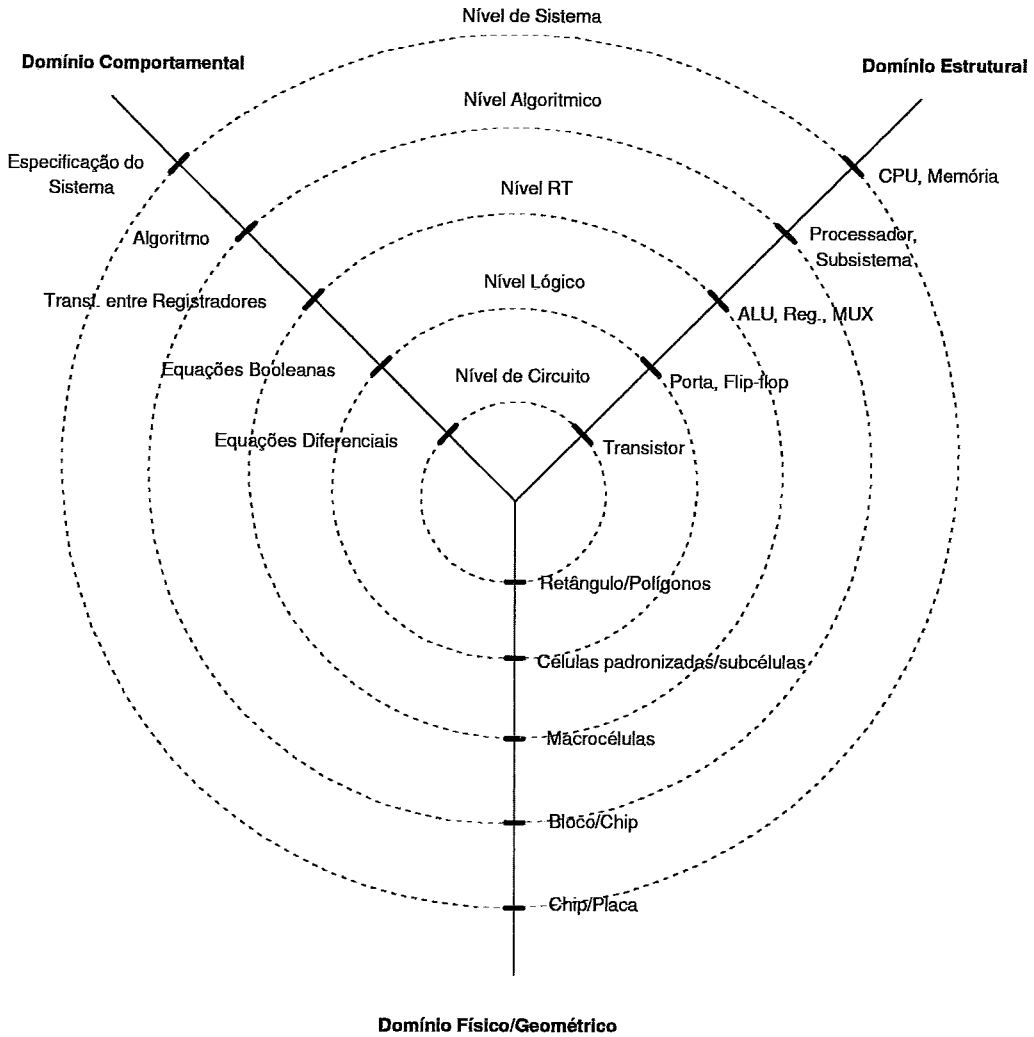 Nível de Sistema
Domínio Comportamental
Domínio Estrutural
Nível Algoritmico
Especificação do
Sistema
CPU, Memória
Nível RT
Algoritmo
Processador,
Subsistema
Nível Lógico
Transf. entre Registradores
ALU, Reg., MUX
Equações Booleanas
Nível de Circuito
Porta, Flip-flop
Equações Diferenciais
Transistor
Retângulo/Polígonos
Células padronizadas/subcélulas
Macrocélulas
Bloco/Chip
Chip/Placa
Domínio Físico/Geométrico